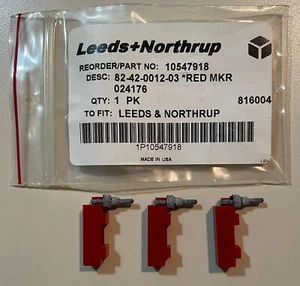 Leeds+Northrup
REORDER/PART NO: 10547918
DESC: 82-42-0012-03 *RED MKR
024176
QTY: 1 PK 816004
TO FIT: LEEDS & NORTHRUP
1P10547918
MADE IN USA